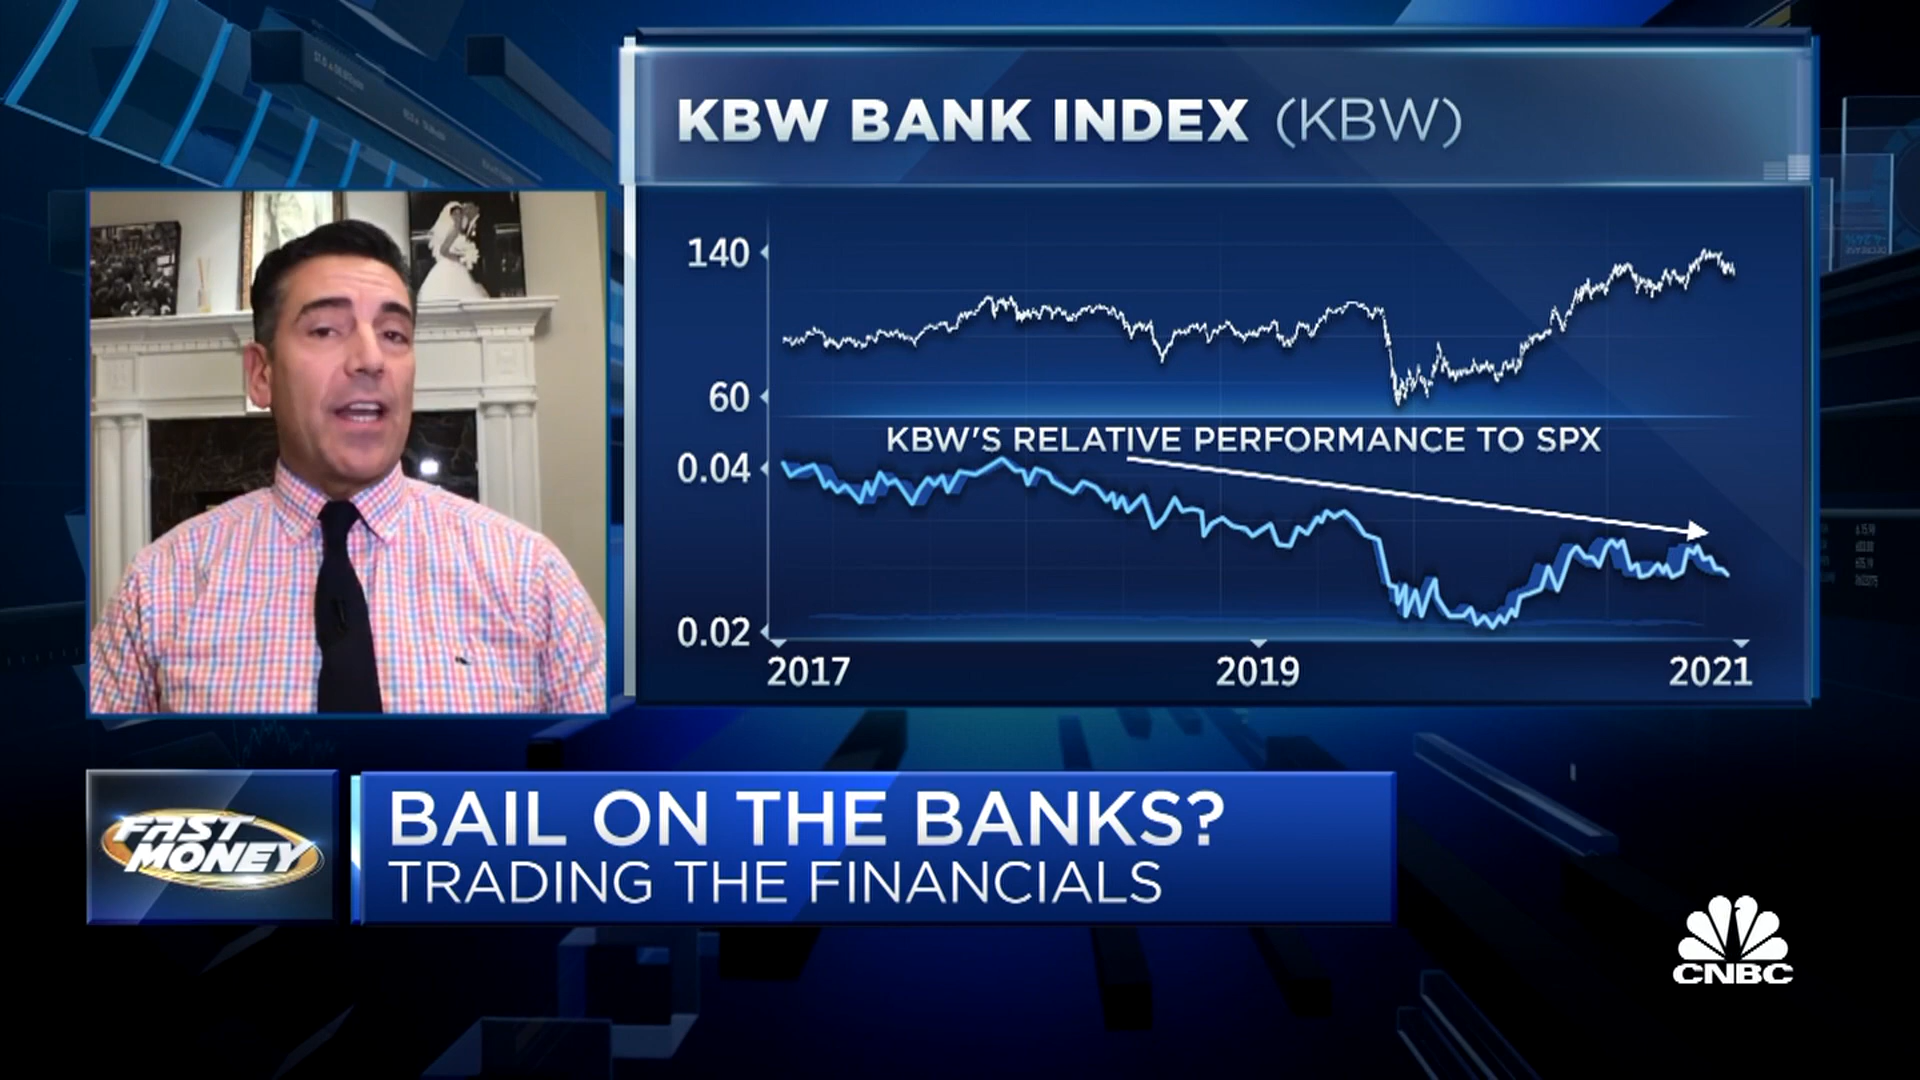 KBW BANK INDEX (KBW)
140
60
KBW'S RELATIVE PERFORMANCE TO SPX
0.04
0.02
2017 2019 2021
FAST
MONEY
BAIL ON THE BANKS?
TRADING THE FINANCIALS
CNBC